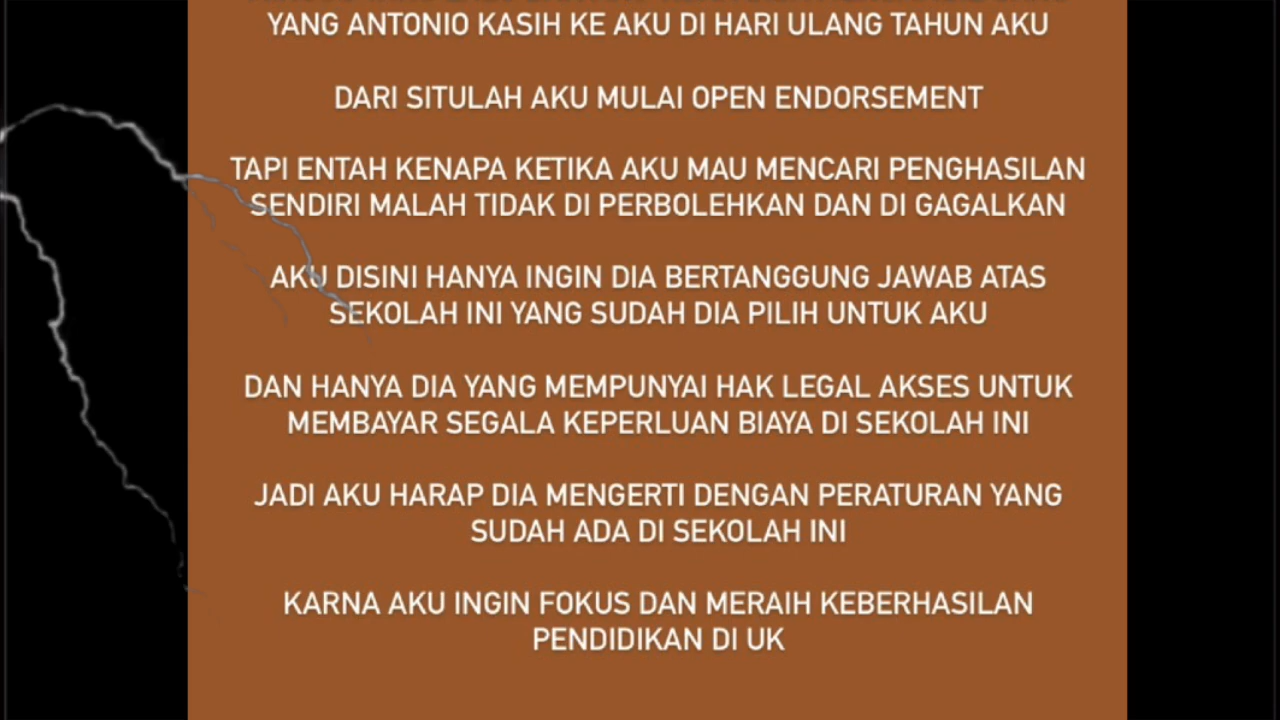 YANG ANTONIO KASIH KE AKU DI HARI ULANG TAHUN AKU
DARI SITULAH AKU MULAI OPEN ENDORSEMENT
TAPI ENTAH KENAPA KETIKA AKU MAU MENCARI PENGHASILAN
SENDIRI MALAH TIDAK DI PERBOLEHKAN DAN DI GAGALKAN
AKU DISINI HANYA INGIN DIA BERTANGGUNG JAWAB ATAS
SEKOLAH INI YANG SUDAH DIA PILIH UNTUK AKU
DAN HANYA DIA YANG MEMPUNYAI HAK LEGAL AKSES UNTUK
MEMBAYAR SEGALA KEPERLUAN BIAYA DI SEKOLAH INI
JADI AKU HARAP DIA MENGERTI DENGAN PERATURAN YANG
SUDAH ADA DI SEKOLAH INI
KARNA AKU INGIN FOKUS DAN MERAIH KEBERHASILAN
PENDIDIKAN DI UK